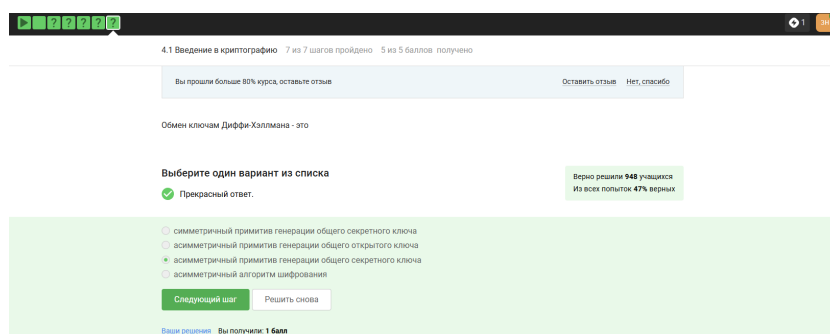 ? ? ? ? ?
1
ЗН
4.1 Введение в криптографию 7 из 7 шагов пройдено 5 из 5 баллов получено
Вы прошли больше 80% курса, оставьте отзыв Оставить отзыв Нет, спасибо
Обмен ключам Диффи-Хэллмана - это
Выберите один вариант из списка
Прекрасный ответ.
Верно решили 948 учащихся
Из всех попыток 47% верных
симметричный примитив генерации общего секретного ключа
асимметричный примитив генерации общего открытого ключа
асимметричный примитив генерации общего секретного ключа
асимметричный алгоритм шифрования
Следующий шаг Решить снова
Ваши решения Вы получили: 1 балл